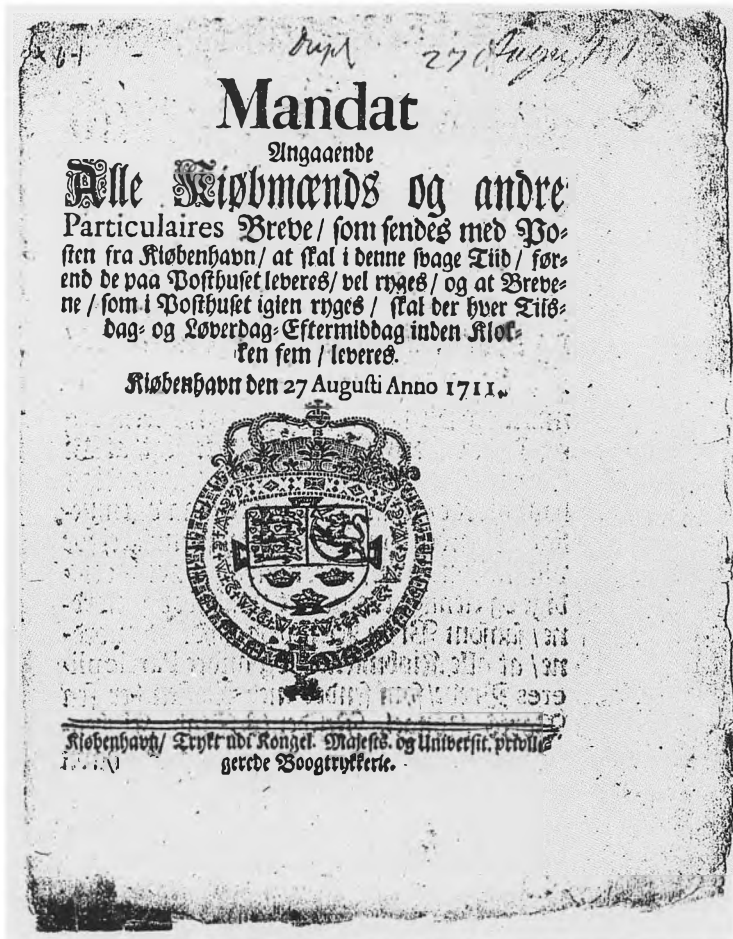 27 August
Mandat
Angaaende
Alle Kiøbmænds og andre
Particulaires Breve / som sendes med Po-
sten fra Kiøbenhavn / at skal i denne svage Tiid / før-
end de paa Posthuset leveres / vel ryges / og at Breve-
ne / som i Posthuset igien ryges / skal der hver Tiis-
dag- og Løverdag-Eftermiddag inden Klok-
ken fem / leveres.
Kiøbenhavn den 27 Augusti Anno 1711.
Kiøbenhavn / Trykt udi Kongel. Majests. og Universit. privile-
gerede Boogtrykkerie.